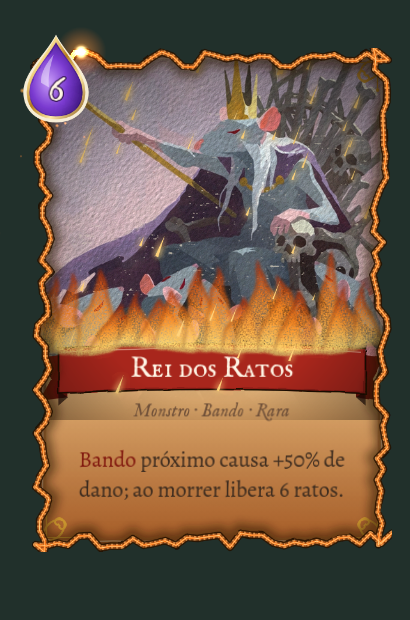 6
Rei dos Ratos
Monstro · Bando · Rara
Bando próximo causa +50% de
dano; ao morrer libera 6 ratos.